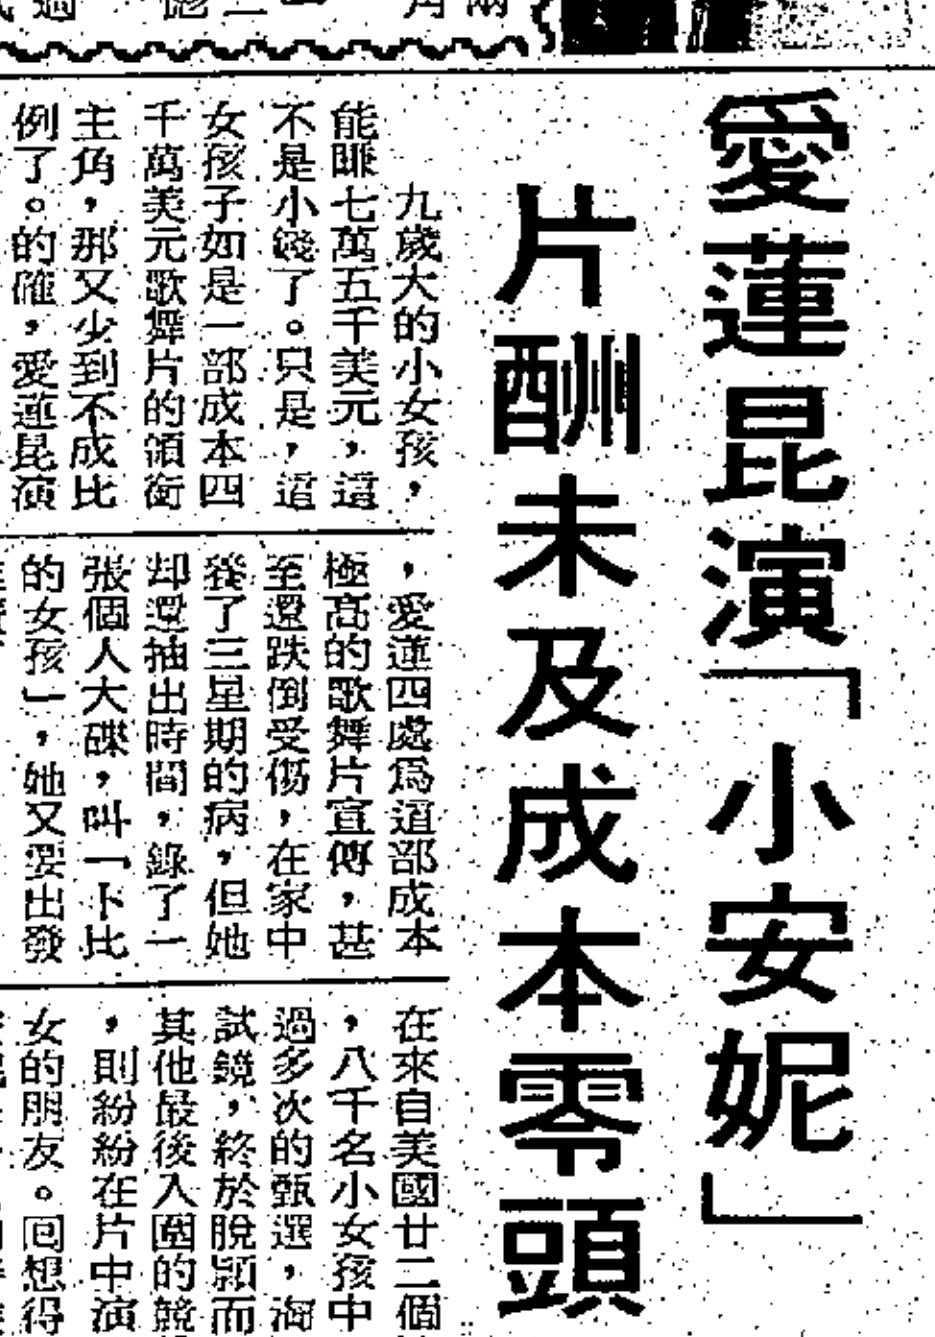 愛蓮昆演「小安妮」
片酬未及成本零頭
九歲大的小女孩，
能賺七萬五千美元，這
不是小錢了。只是，這
女孩子如是一部成本四
千萬美元歌舞片的領銜
主角，那又少到不成比
例了。的確，愛蓮昆演
，愛蓮四處為這部成本
極高的歌舞片宣傳，甚
至還跌倒受傷，在家中
養了三星期的病，但她
却還抽出時間，錄了一
張個人大碟，叫一卜比
的女孩」，她又要出發
在來自美國廿二個
，八千名小女孩中
過多次的甄選，海
試鏡，終於脫穎而
其他最後入圍的競
，則紛紛在片中演
女的朋友。回想得